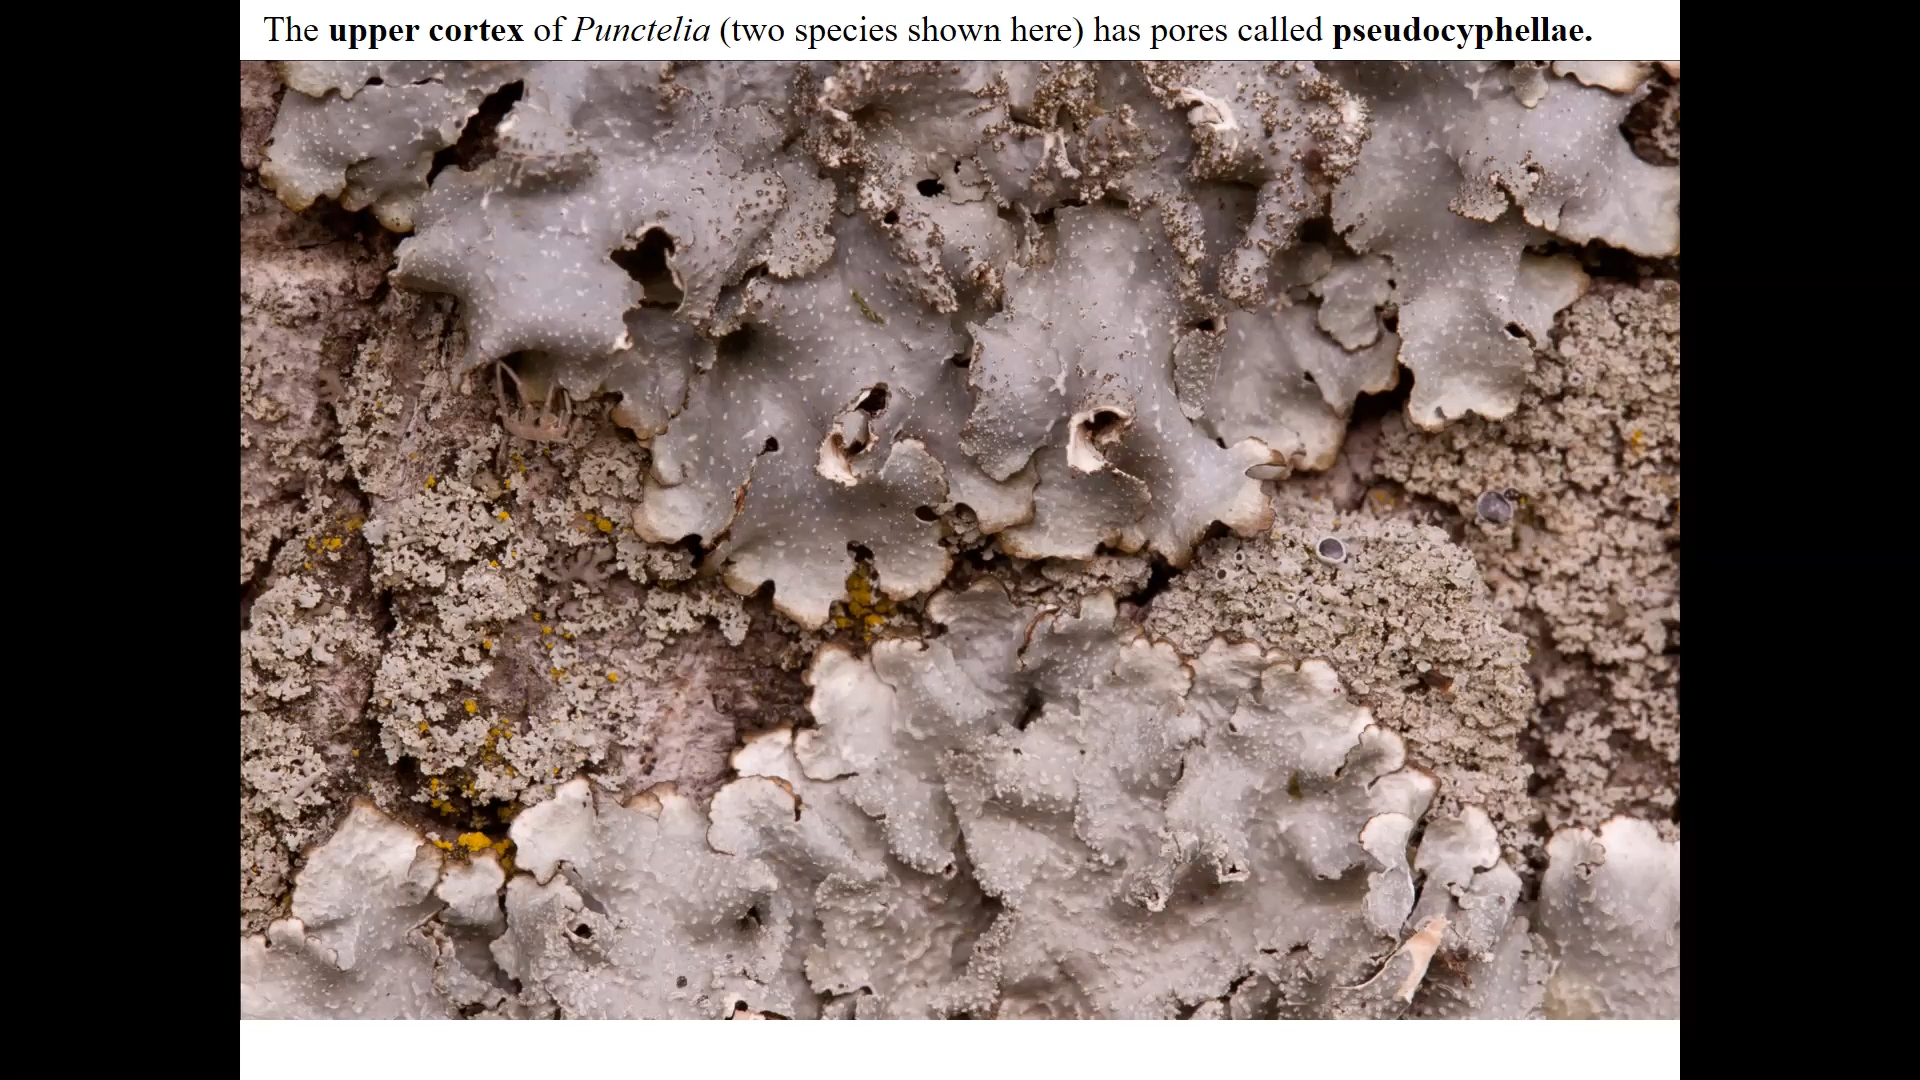 The upper cortex of Punctelia (two species shown here) has pores called pseudocyphellae.